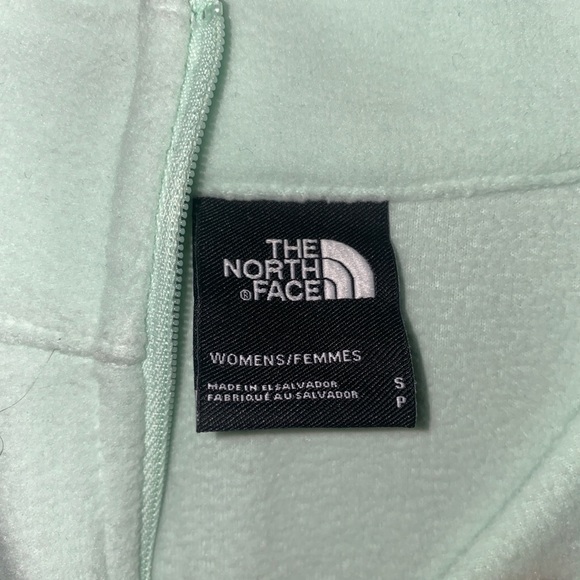 THE
NORTH
® FACE
WOMENS/FEMMES
MADE IN EL SALVADOR S
FABRIQUÉ AU SALVADOR P